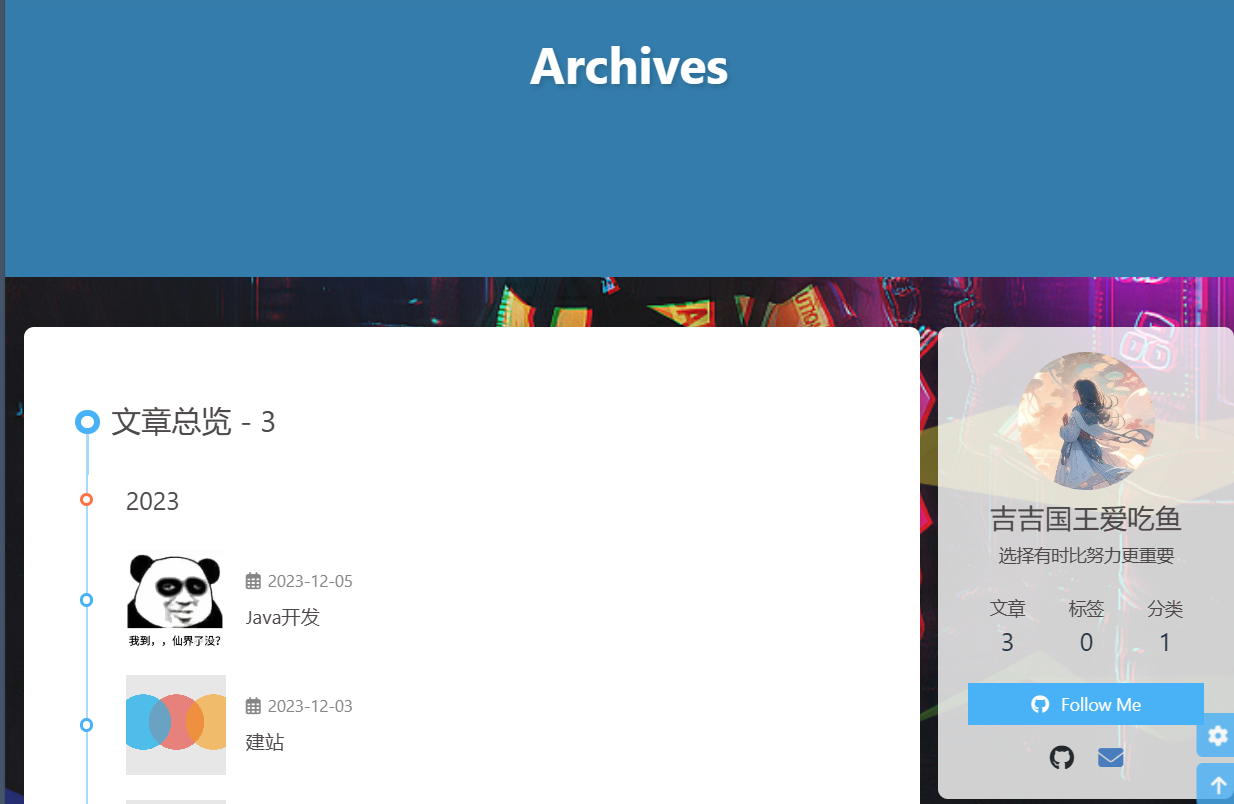 Archives
文章总览 - 3
2023
2023-12-05
Java开发
我到，，仙界了没？
2023-12-03
建站
吉吉国王爱吃鱼
选择有时比努力更重要
文章 标签 分类
3 0 1
Follow Me